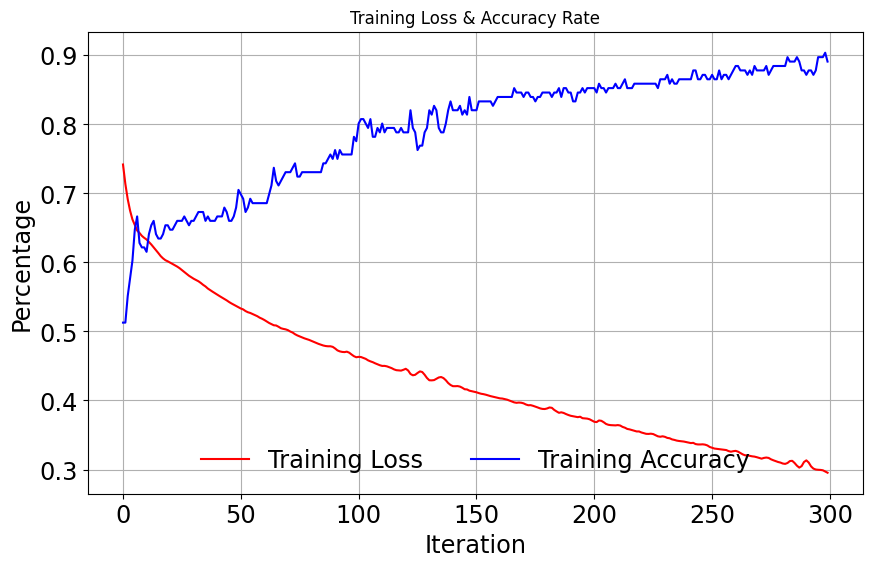 Training Loss & Accuracy Rate
Percentage
0.9
0.8
0.7
0.6
0.5
0.4
0.3
Training Loss
Training Accuracy
0 50 100 150 200 250 300
Iteration